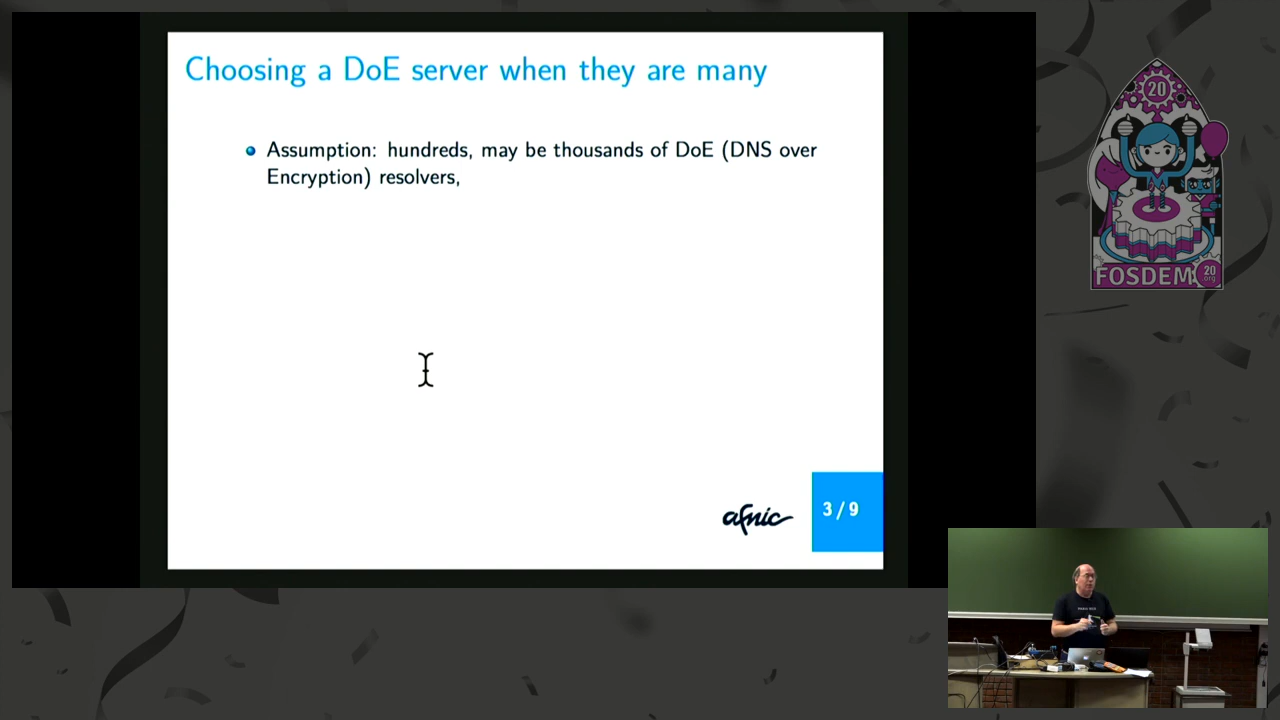 Choosing a DoE server when they are many
Assumption: hundreds, may be thousands of DoE (DNS over
Encryption) resolvers,
afnic
3 / 9
20
FOSDEM
20
.org